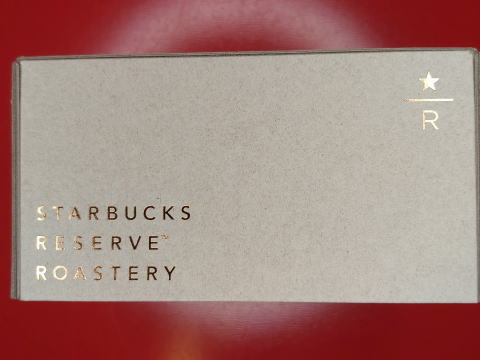 ★
R
STARBUCKS
RESERVE™
ROASTERY